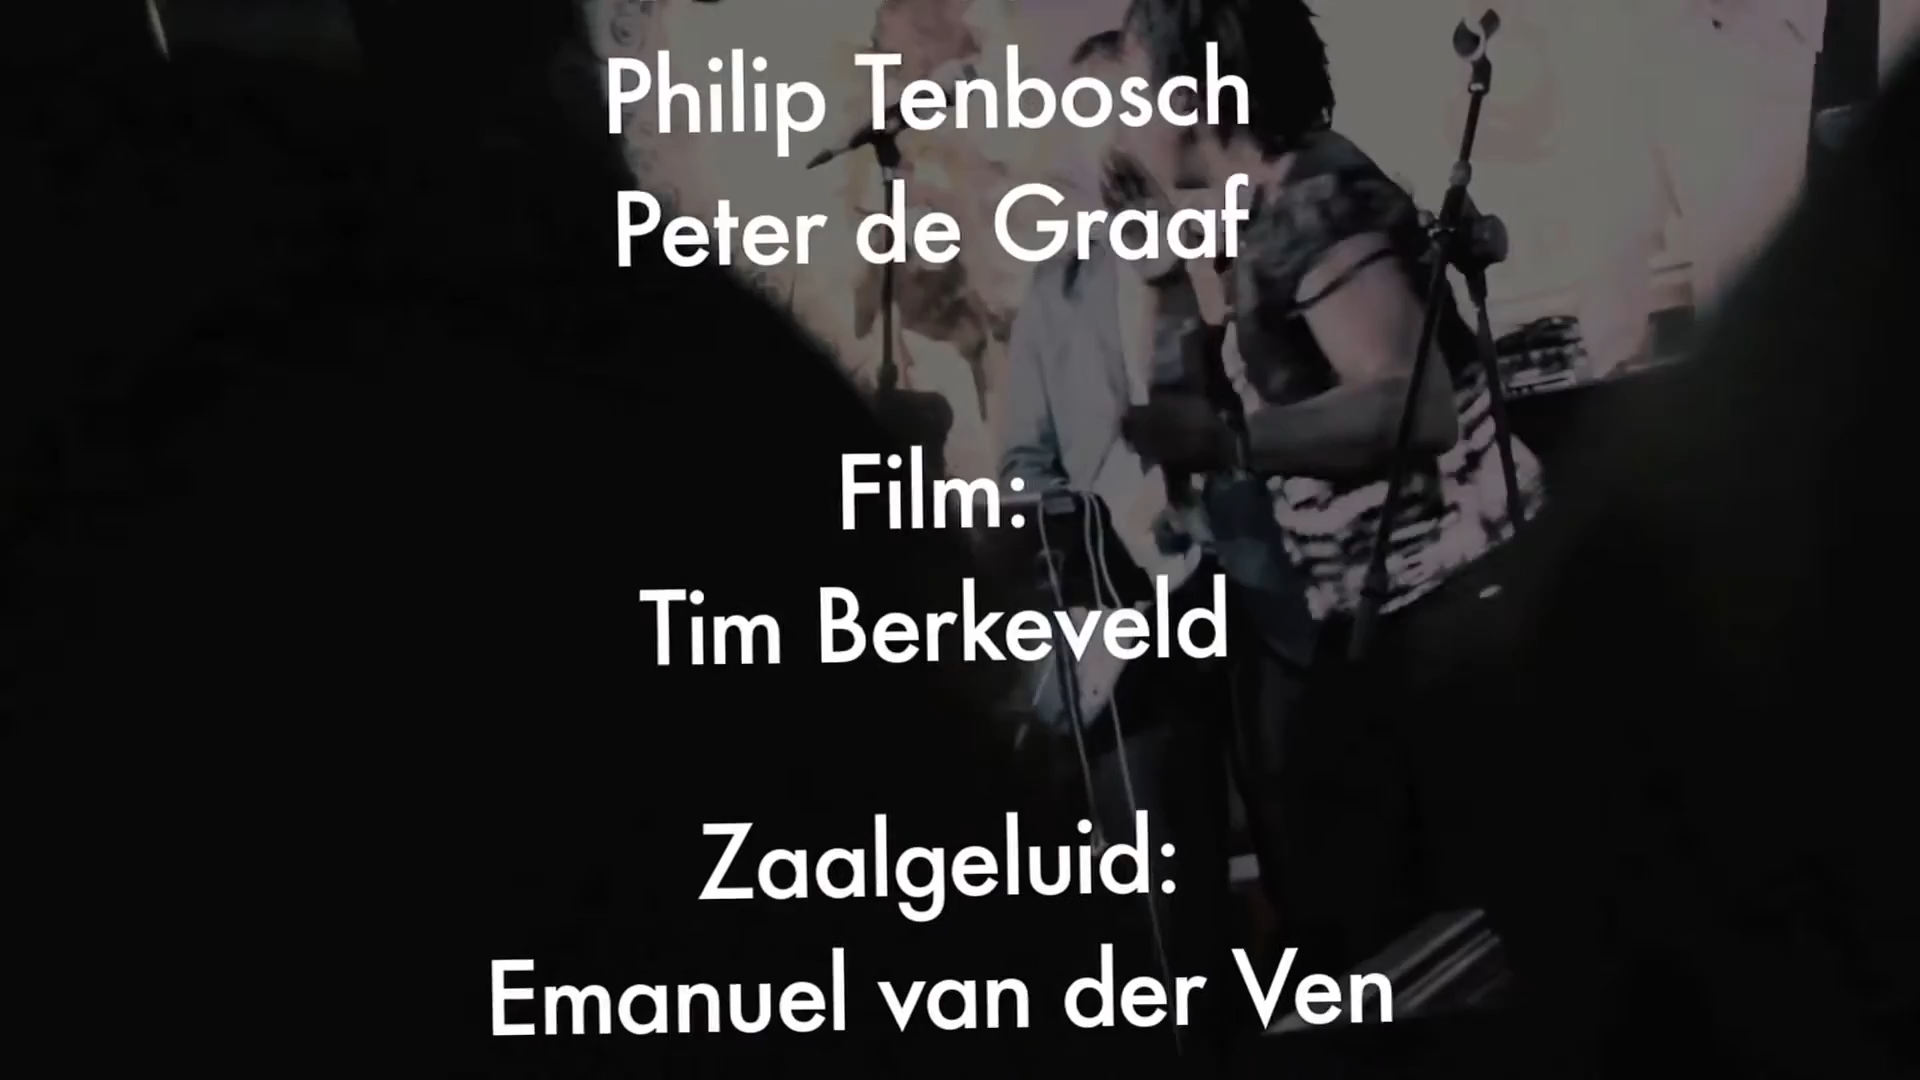 Philip Tenbosch
Peter de Graaf
Film:
Tim Berkeveld
Zaalgeluid:
Emanuel van der Ven